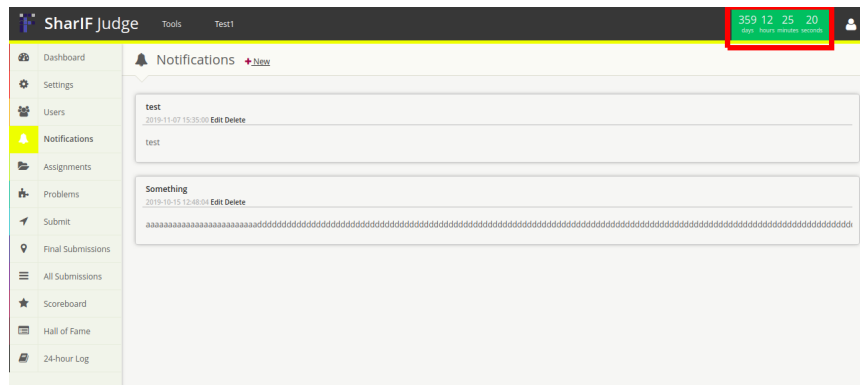 SharIF Judge
Tools
Test1
359 12 25 20
days hours minutes seconds
Dashboard
Settings
Users
Notifications
Assignments
Problems
Submit
Final Submissions
All Submissions
Scoreboard
Hall of Fame
24-hour Log
Notifications +New
test
2019-11-07 15:35:00 Edit Delete
test
Something
2019-10-15 12:48:04 Edit Delete